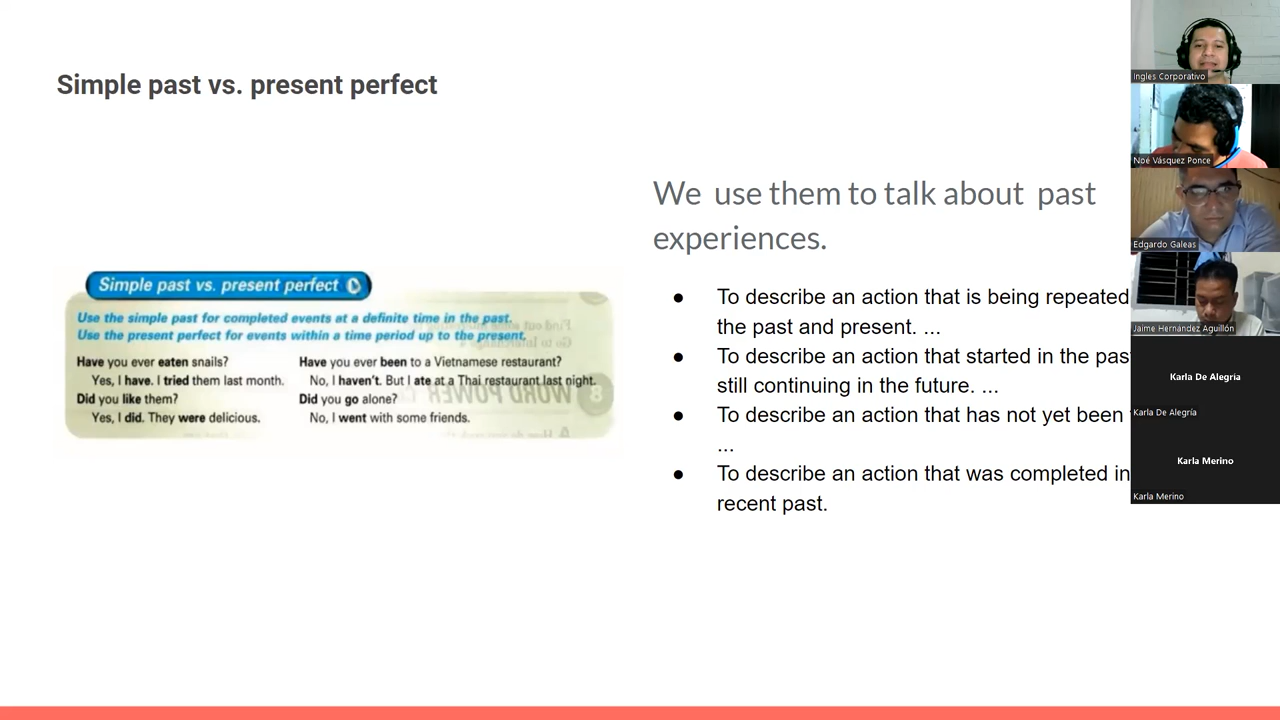 Simple past vs. present perfect
We use them to talk about past
experiences.
● To describe an action that is being repeated
the past and present. ...
● To describe an action that started in the past
still continuing in the future. ...
● To describe an action that has not yet been
...
● To describe an action that was completed in
recent past.
Simple past vs. present perfect
Use the simple past for completed events at a definite time in the past.
Use the present perfect for events within a time period up to the present.
Have you ever eaten snails?
Yes, I have. I tried them last month.
Did you like them?
Yes, I did. They were delicious.
Have you ever been to a Vietnamese restaurant?
No, I haven't. But I ate at a Thai restaurant last night.
Did you go alone?
No, I went with some friends.
WORD POWER
8
Ingles Corporativo
Noé Vásquez Ponce
Edgardo Galeas
Jaime Hernández Aguillón
Karla De Alegría
Karla De Alegría
Karla Merino
Karla Merino